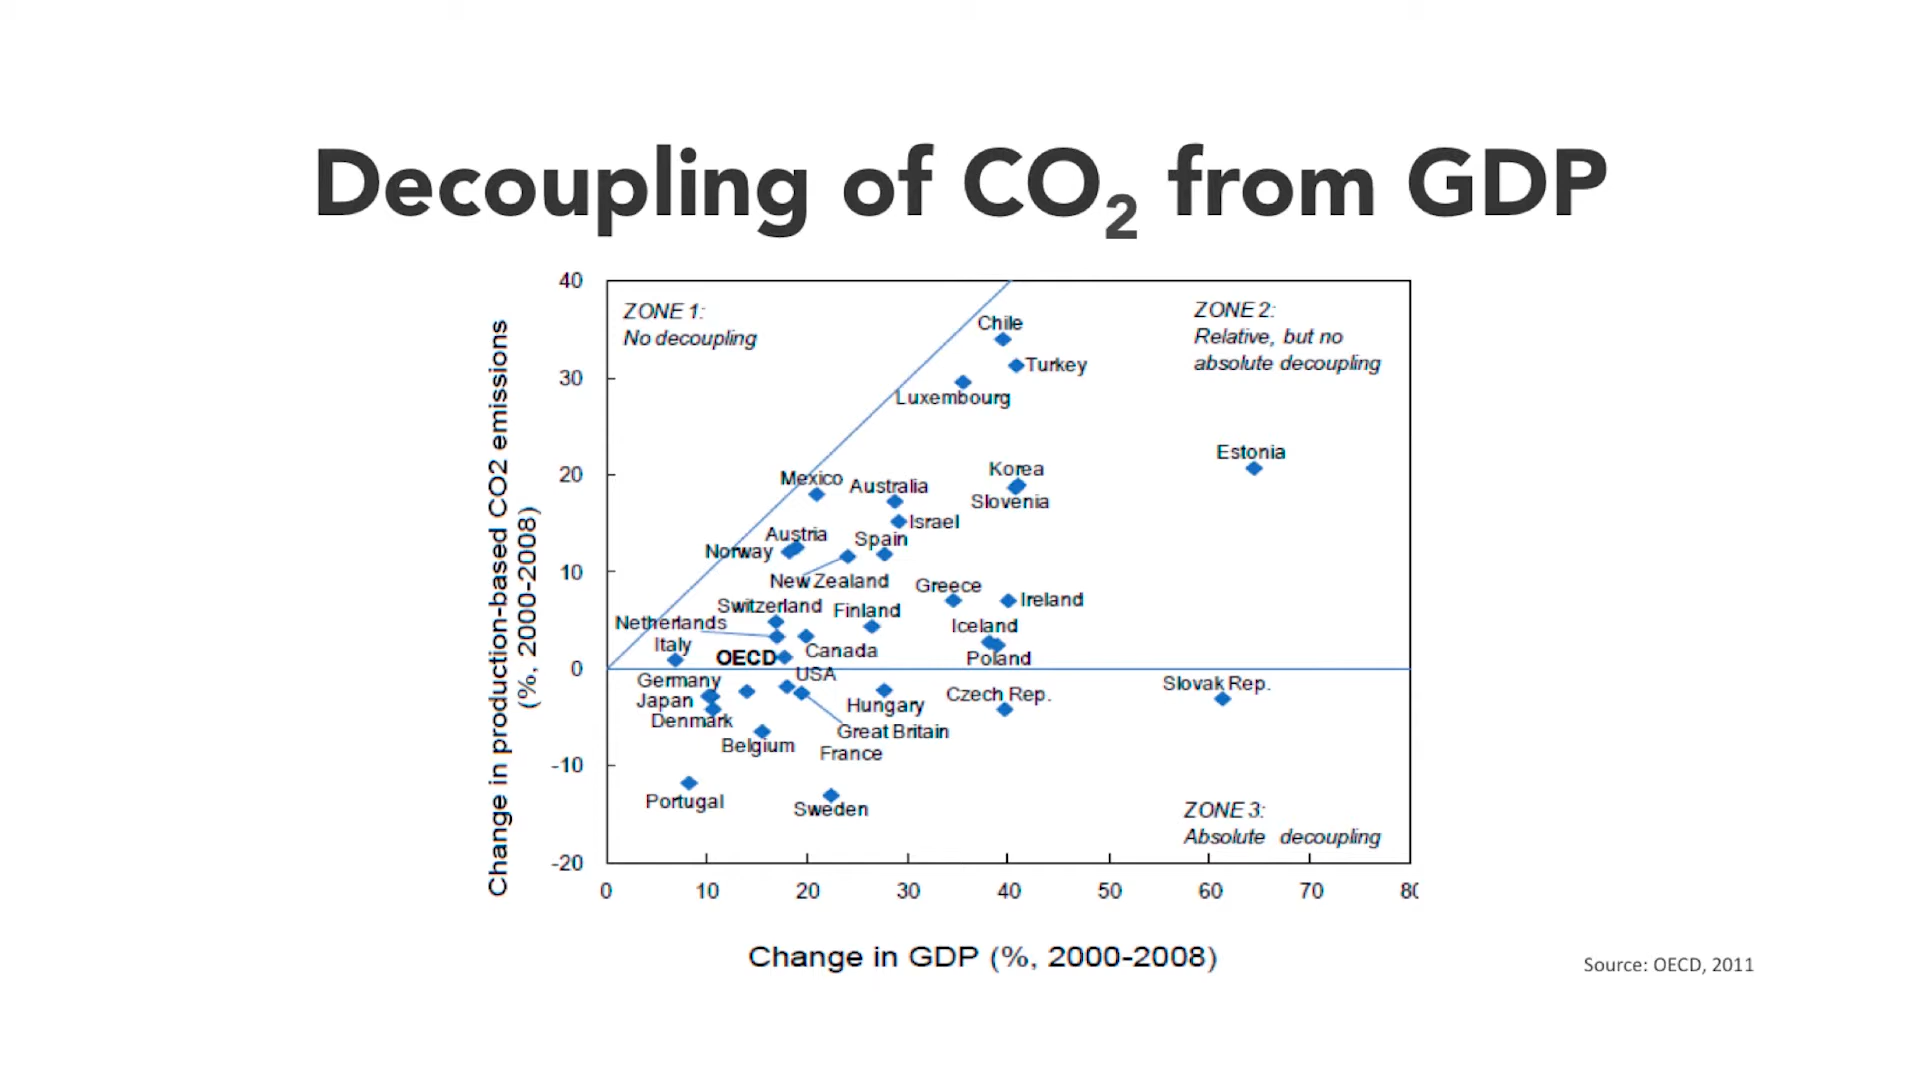 Decoupling of CO2 from GDP
Change in production-based CO2 emissions
(%, 2000-2008)
40
30
20
10
0
-10
-20
ZONE 1:
No decoupling
ZONE 2:
Relative, but no
absolute decoupling
Chile
Turkey
Luxembourg
Estonia
Korea
Slovenia
Mexico
Australia
Israel
Austria
Norway
Spain
New Zealand
Greece
Ireland
Switzerland
Finland
Netherlands
Iceland
Italy
OECD
Canada
Poland
USA
Germany
Japan
Denmark
Hungary
Czech Rep.
Slovak Rep.
Great Britain
Belgium
France
Portugal
Sweden
ZONE 3:
Absolute decoupling
0 10 20 30 40 50 60 70 80
Change in GDP (%, 2000-2008)
Source: OECD, 2011